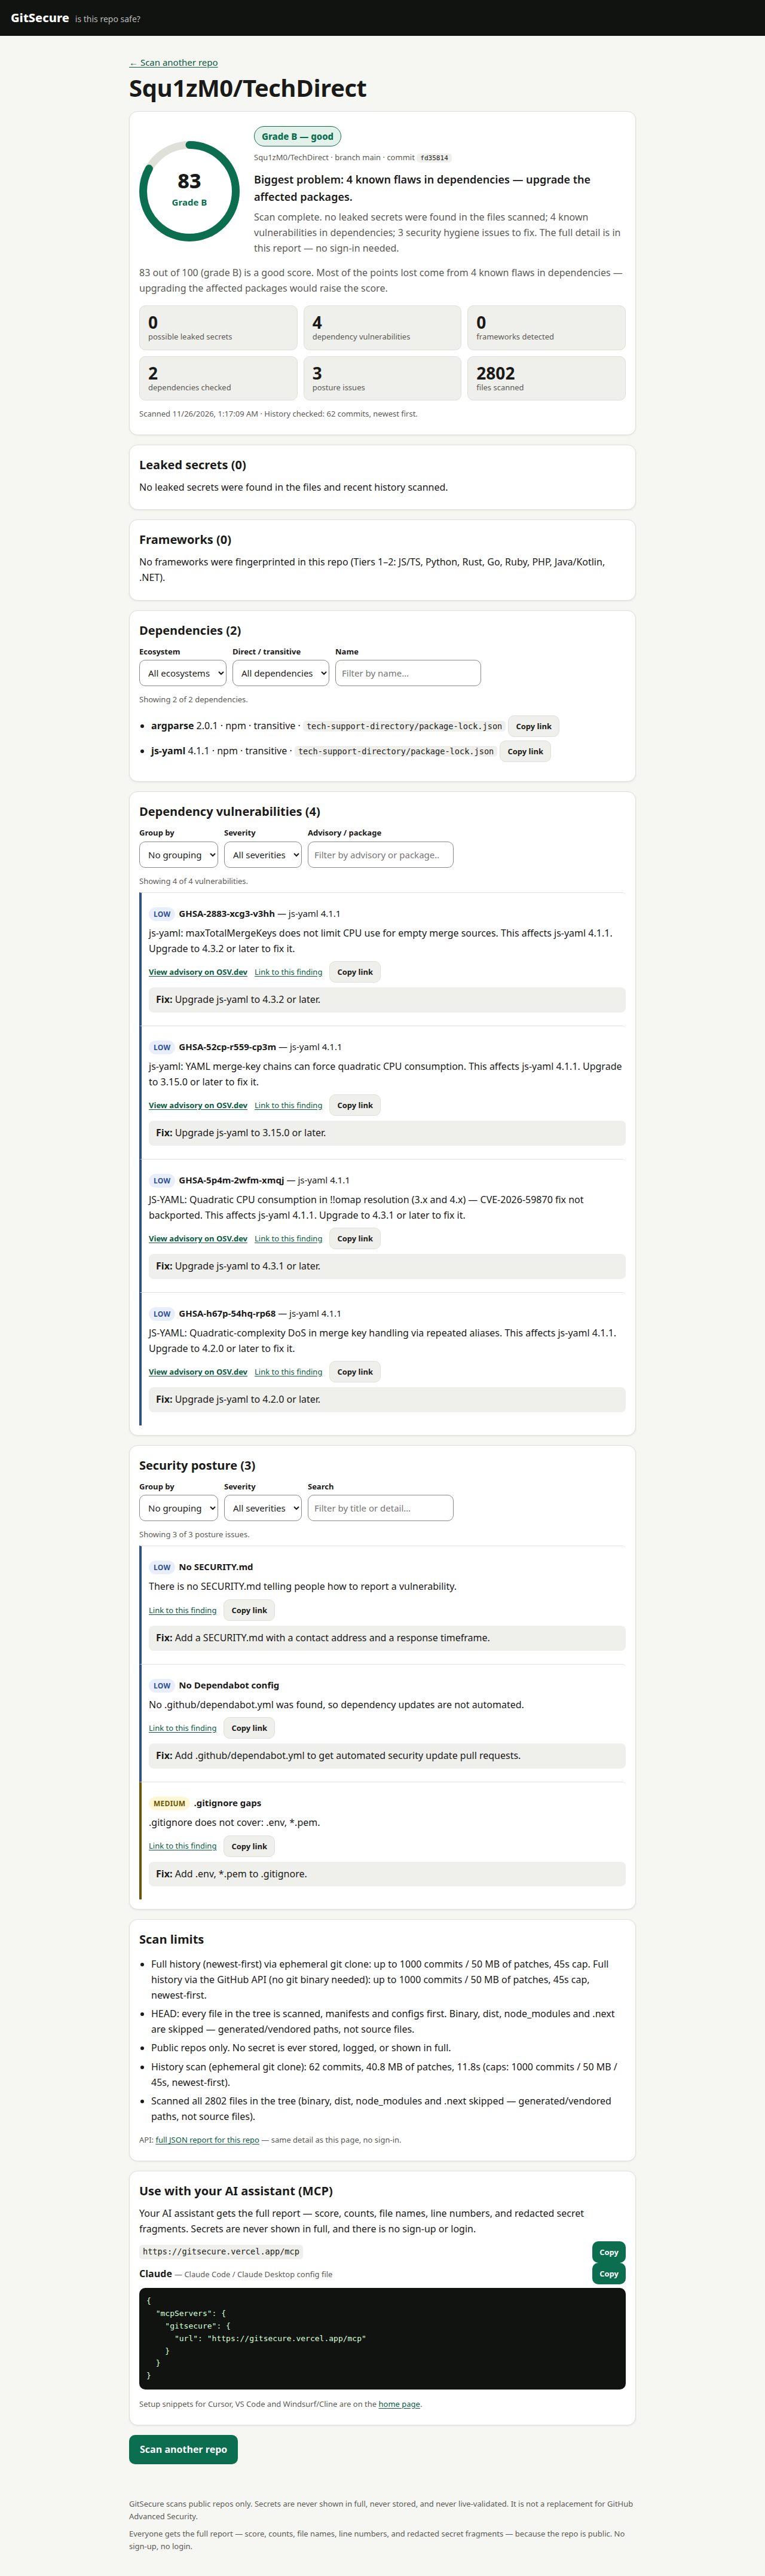 GitSecure is this repo safe?
← Scan another repo
Squ1zM0/TechDirect
83
Grade B
Grade B — good
Squ1zM0/TechDirect · branch main · commit fd35814
Biggest problem: 4 known flaws in dependencies — upgrade the
affected packages.
Scan complete. no leaked secrets were found in the files scanned; 4 known
vulnerabilities in dependencies; 3 security hygiene issues to fix. The full detail is in
this report — no sign-in needed.
83 out of 100 (grade B) is a good score. Most of the points lost come from 4 known flaws in dependencies —
upgrading the affected packages would raise the score.
0
possible leaked secrets
4
dependency vulnerabilities
0
frameworks detected
2
dependencies checked
3
posture issues
2802
files scanned
Scanned 11/26/2026, 1:17:09 AM · History checked: 62 commits, newest first.
Leaked secrets (0)
No leaked secrets were found in the files and recent history scanned.
Frameworks (0)
No frameworks were fingerprinted in this repo (Tiers 1–2: JS/TS, Python, Rust, Go, Ruby, PHP, Java/Kotlin,
.NET).
Dependencies (2)
Ecosystem Direct / transitive Name
All ecosystems All dependencies Filter by name...
Showing 2 of 2 dependencies.
• argparse 2.0.1 · npm · transitive · tech-support-directory/package-lock.json Copy link
• js-yaml 4.1.1 · npm · transitive · tech-support-directory/package-lock.json Copy link
Dependency vulnerabilities (4)
Group by Severity Advisory / package
No grouping All severities Filter by advisory or package..
Showing 4 of 4 vulnerabilities.
LOW GHSA-2883-xcg3-v3hh — js-yaml 4.1.1
js-yaml: maxTotalMergeKeys does not limit CPU use for empty merge sources. This affects js-yaml 4.1.1.
Upgrade to 4.3.2 or later to fix it.
View advisory on OSV.dev Link to this finding Copy link
Fix: Upgrade js-yaml to 4.3.2 or later.
LOW GHSA-52cp-r559-cp3m — js-yaml 4.1.1
js-yaml: YAML merge-key chains can force quadratic CPU consumption. This affects js-yaml 4.1.1. Upgrade
to 3.15.0 or later to fix it.
View advisory on OSV.dev Link to this finding Copy link
Fix: Upgrade js-yaml to 3.15.0 or later.
LOW GHSA-5p4m-2wfm-xmqj — js-yaml 4.1.1
JS-YAML: Quadratic CPU consumption in !!omap resolution (3.x and 4.x) — CVE-2026-59870 fix not
backported. This affects js-yaml 4.1.1. Upgrade to 4.3.1 or later to fix it.
View advisory on OSV.dev Link to this finding Copy link
Fix: Upgrade js-yaml to 4.3.1 or later.
LOW GHSA-h67p-54hq-rp68 — js-yaml 4.1.1
JS-YAML: Quadratic-complexity DoS in merge key handling via repeated aliases. This affects js-yaml 4.1.1.
Upgrade to 4.2.0 or later to fix it.
View advisory on OSV.dev Link to this finding Copy link
Fix: Upgrade js-yaml to 4.2.0 or later.
Security posture (3)
Group by Severity Search
No grouping All severities Filter by title or detail...
Showing 3 of 3 posture issues.
LOW No SECURITY.md
There is no SECURITY.md telling people how to report a vulnerability.
Link to this finding Copy link
Fix: Add a SECURITY.md with a contact address and a response timeframe.
LOW No Dependabot config
No .github/dependabot.yml was found, so dependency updates are not automated.
Link to this finding Copy link
Fix: Add .github/dependabot.yml to get automated security update pull requests.
MEDIUM .gitignore gaps
.gitignore does not cover: .env, *.pem.
Link to this finding Copy link
Fix: Add .env, *.pem to .gitignore.
Scan limits
• Full history (newest-first) via ephemeral git clone: up to 1000 commits / 50 MB of patches, 45s cap. Full
history via the GitHub API (no git binary needed): up to 1000 commits / 50 MB of patches, 45s cap,
newest-first.
• HEAD: every file in the tree is scanned, manifests and configs first. Binary, dist, node_modules and .next
are skipped — generated/vendored paths, not source files.
• Public repos only. No secret is ever stored, logged, or shown in full.
• History scan (ephemeral git clone): 62 commits, 40.8 MB of patches, 11.8s (caps: 1000 commits / 50 MB /
45s, newest-first).
• Scanned all 2802 files in the tree (binary, dist, node_modules and .next skipped — generated/vendored
paths, not source files).
API: full JSON report for this repo — same detail as this page, no sign-in.
Use with your AI assistant (MCP)
Your AI assistant gets the full report — score, counts, file names, line numbers, and redacted secret
fragments. Secrets are never shown in full, and there is no sign-up or login.
https://gitsecure.vercel.app/mcp Copy
Claude — Claude Code / Claude Desktop config file Copy
{
"mcpServers": {
"gitsecure": {
"url": "https://gitsecure.vercel.app/mcp"
}
}
}
Setup snippets for Cursor, VS Code and Windsurf/Cline are on the home page.
Scan another repo
GitSecure scans public repos only. Secrets are never shown in full, never stored, and never live-validated. It is not a replacement for GitHub
Advanced Security.
Everyone gets the full report — score, counts, file names, line numbers, and redacted secret fragments — because the repo is public. No
sign-up, no login.